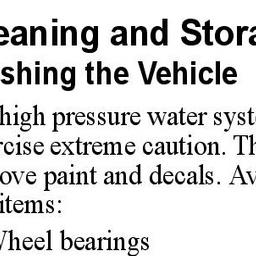 eaning and Stora
shing the Vehicle
high pressure water syst
rcise extreme caution. Th
ove paint and decals. Av
items:
Wheel bearings